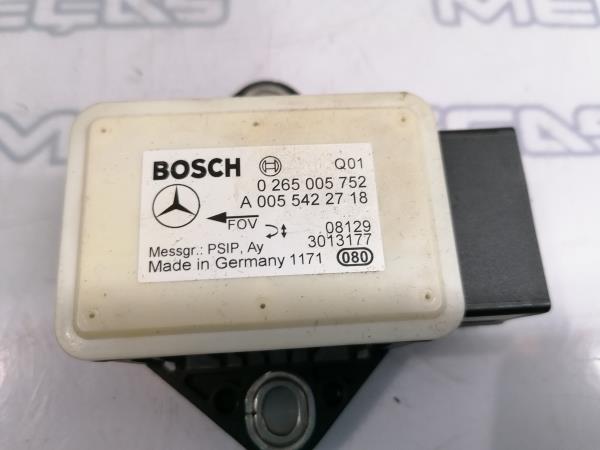 BOSCH Q01
0 265 005 752
A 005 542 27 18
FOV
08129
Messgr.: PSIP, Ay 3013177
Made in Germany 1171 080